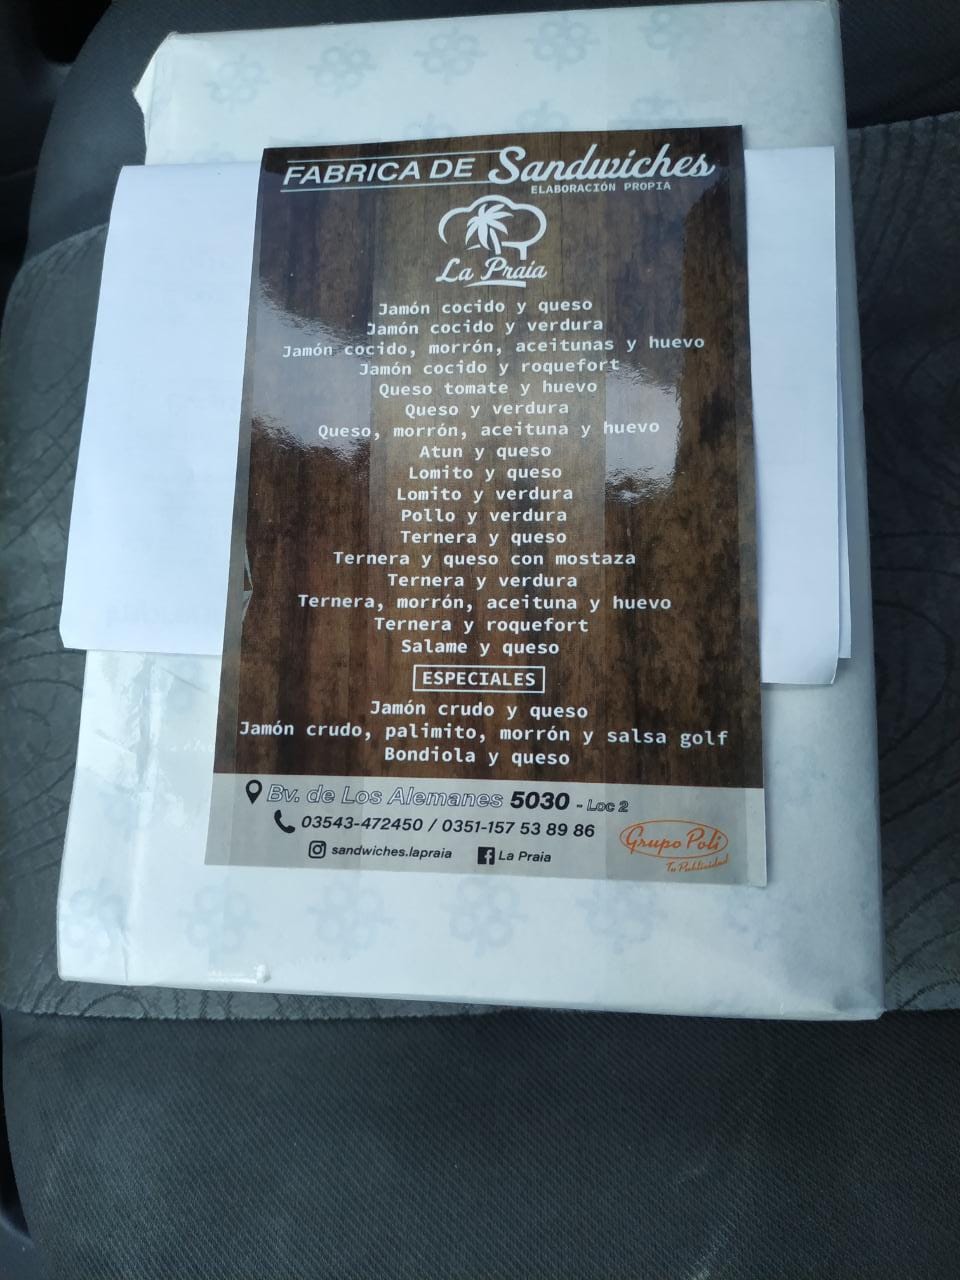 FABRICA DE Sandwiches
ELABORACIÓN PROPIA
La Praia
Jamón cocido y queso
Jamón cocido y verdura
Jamón cocido, morrón, aceitunas y huevo
Jamón cocido y roquefort
Queso tomate y huevo
Queso y verdura
Queso, morrón, aceituna y huevo
Atun y queso
Lomito y queso
Lomito y verdura
Pollo y verdura
Ternera y queso
Ternera y queso con mostaza
Ternera y verdura
Ternera, morrón, aceituna y huevo
Ternera y roquefort
Salame y queso
ESPECIALES
Jamón crudo y queso
Jamón crudo, palimito, morrón y salsa golf
Bondiola y queso
Bv. de Los Alemanes 5030 - Loc 2
03543-472450 / 0351-157 53 89 86
sandwiches.lapraia La Praia
Grupo Poli
Tu Publicidad